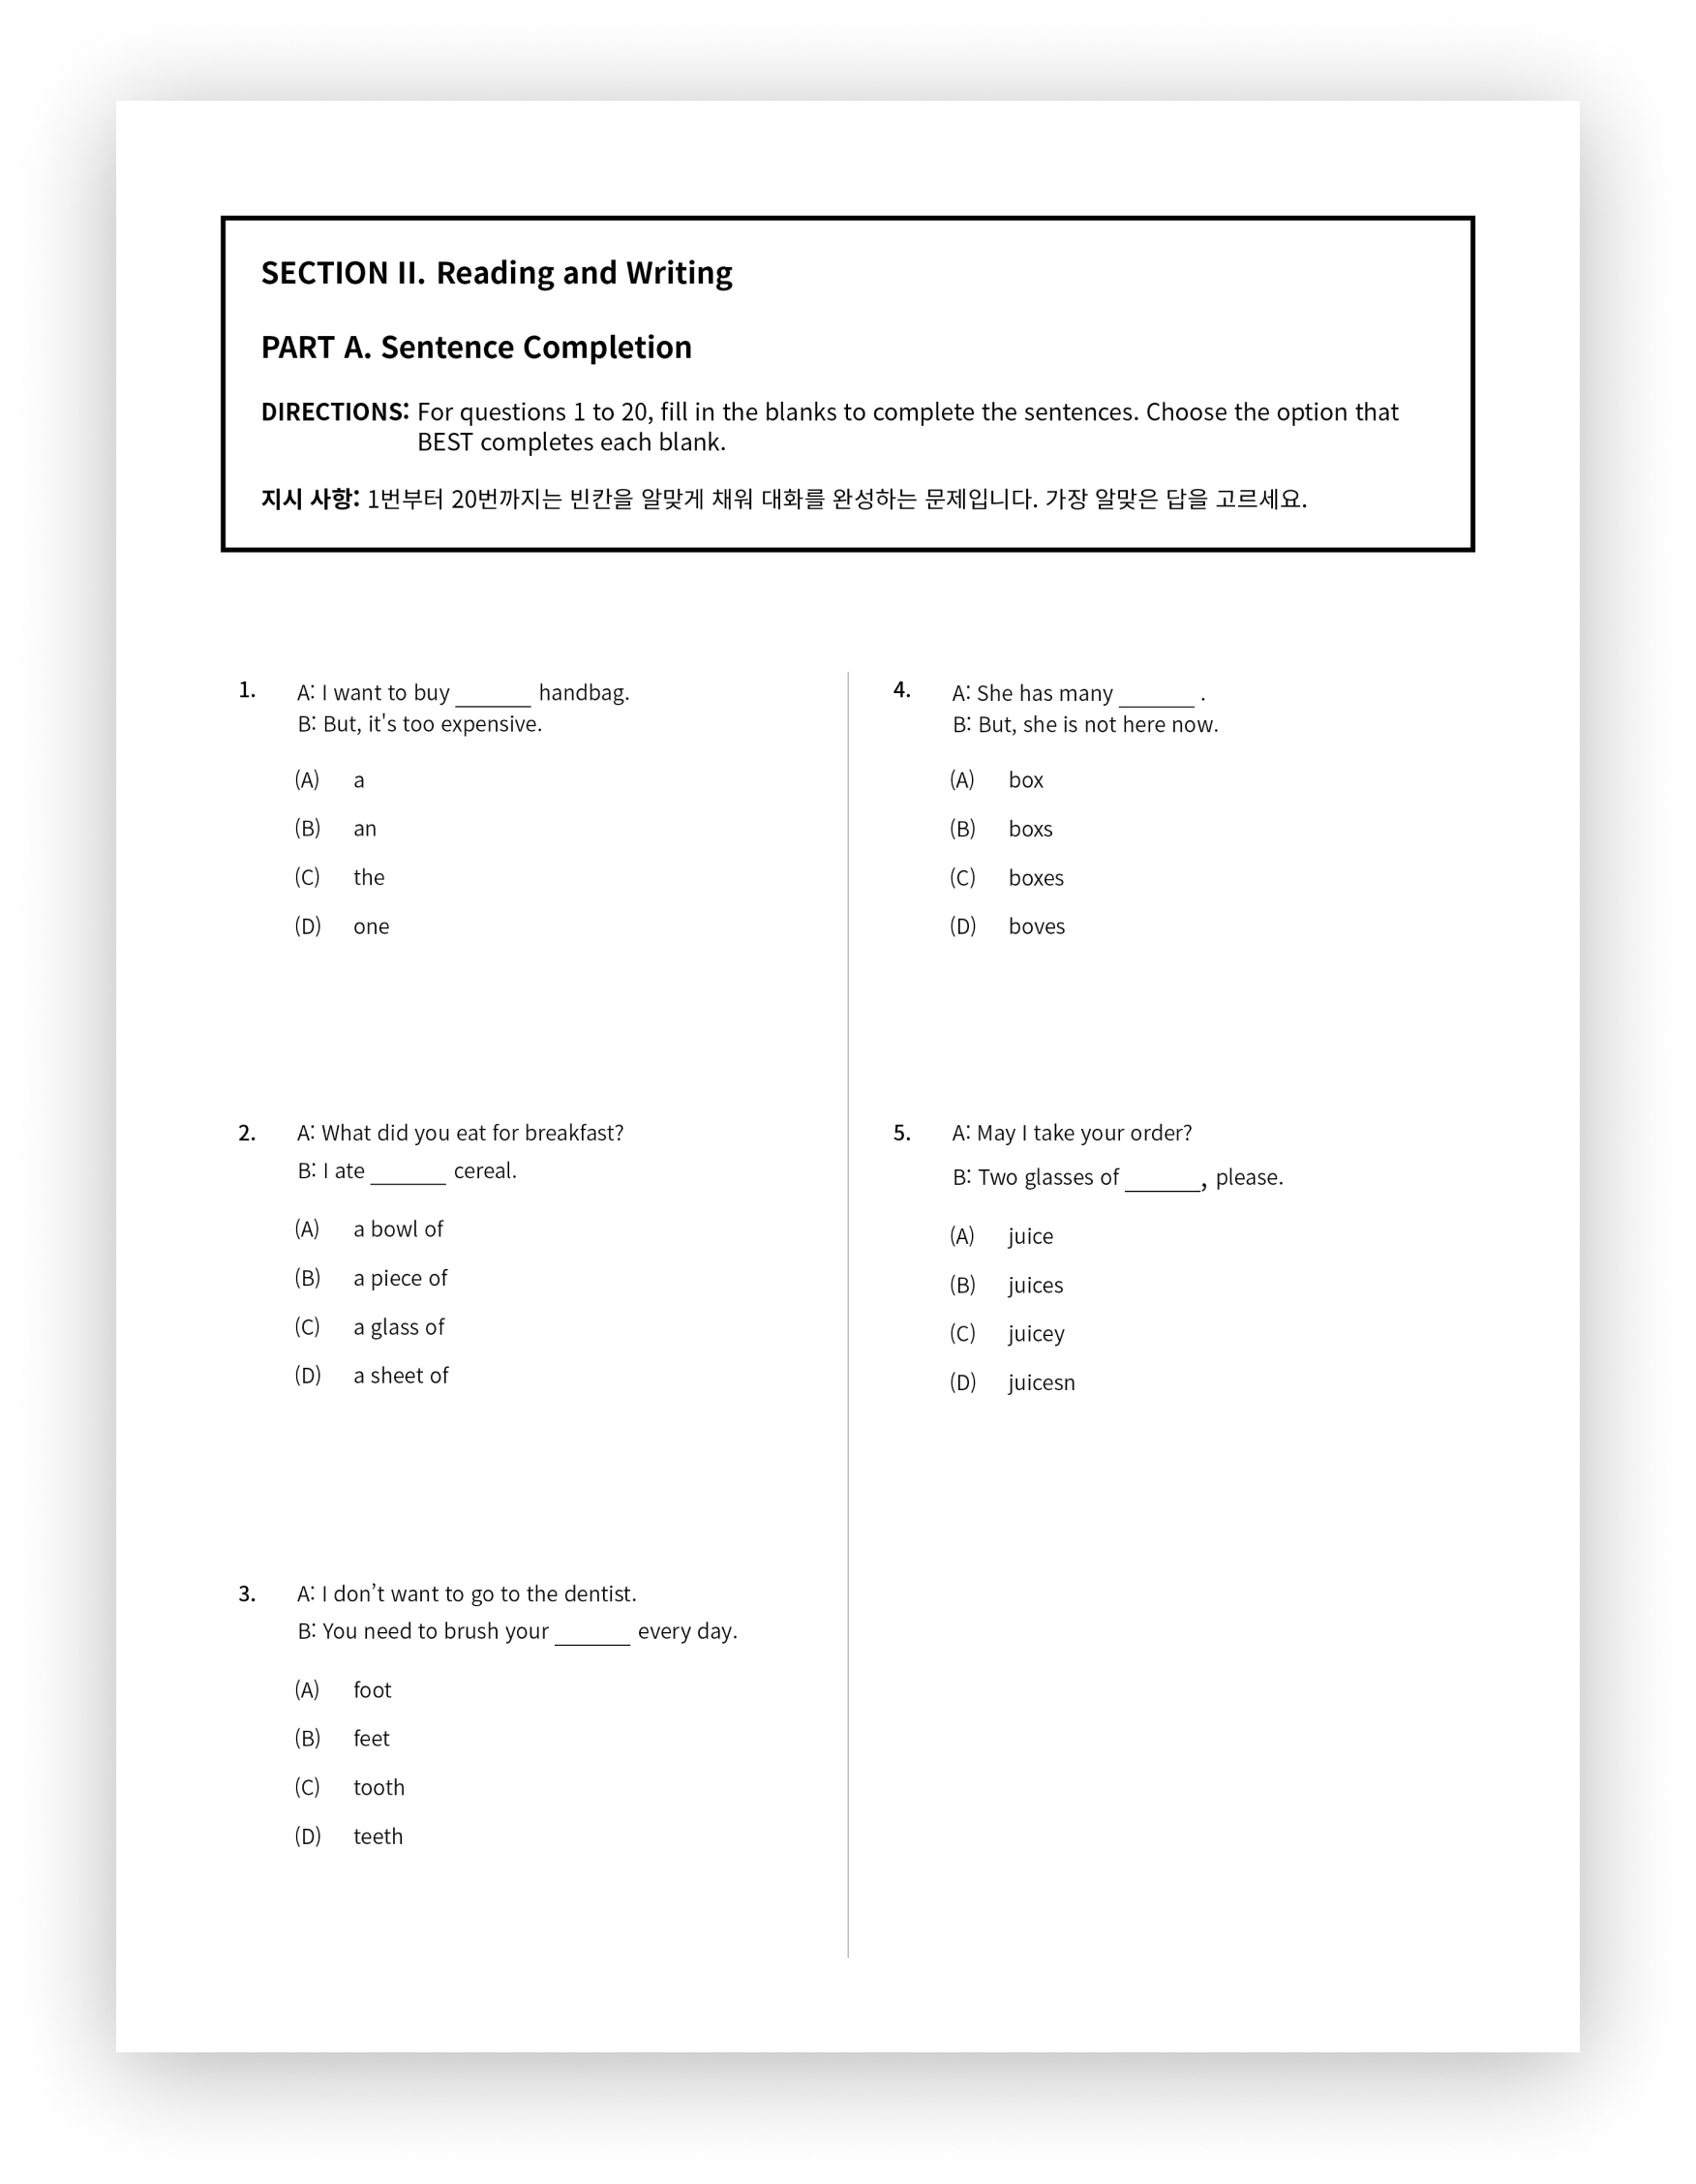 SECTION II. Reading and Writing
PART A. Sentence Completion
DIRECTIONS: For questions 1 to 20, fill in the blanks to complete the sentences. Choose the option that
BEST completes each blank.
지시 사항: 1번부터 20번까지는 빈칸을 알맞게 채워 대화를 완성하는 문제입니다. 가장 알맞은 답을 고르세요.
1. A: I want to buy ______ handbag.
B: But, it's too expensive.
(A) a
(B) an
(C) the
(D) one
2. A: What did you eat for breakfast?
B: I ate ______ cereal.
(A) a bowl of
(B) a piece of
(C) a glass of
(D) a sheet of
3. A: I don’t want to go to the dentist.
B: You need to brush your ______ every day.
(A) foot
(B) feet
(C) tooth
(D) teeth
4. A: She has many ______ .
B: But, she is not here now.
(A) box
(B) boxs
(C) boxes
(D) boves
5. A: May I take your order?
B: Two glasses of ______, please.
(A) juice
(B) juices
(C) juicey
(D) juicesn